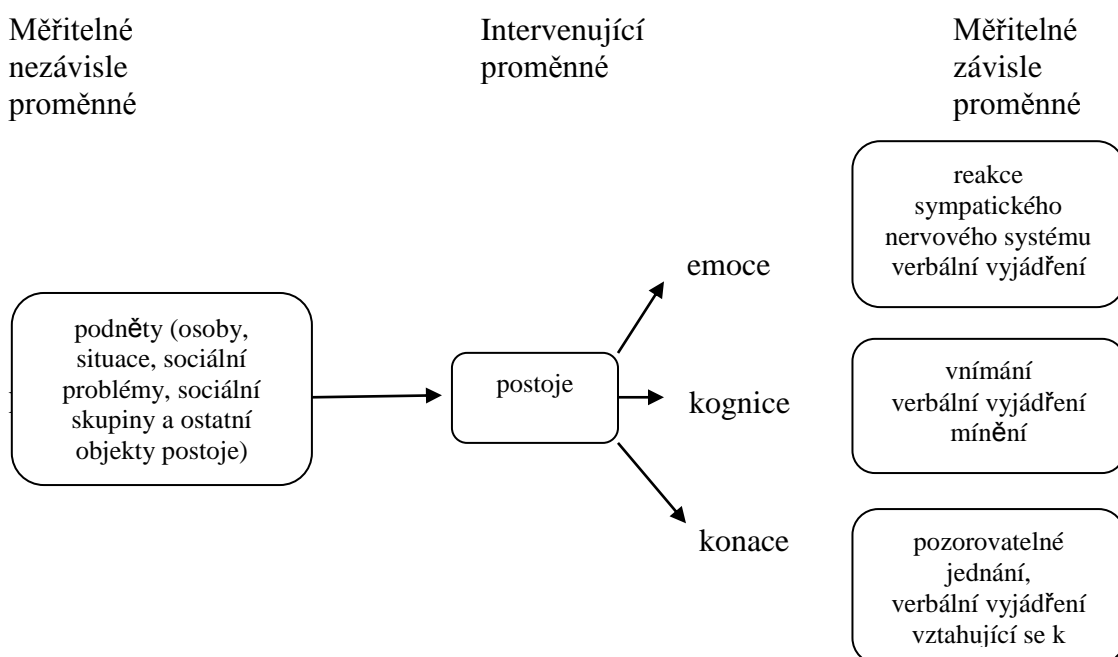 Měřitelné
nezávisle
proměnné
Intervenující
proměnné
Měřitelné
závisle
proměnné
reakce
sympatického
nervového systému
verbální vyjádření
emoce
podněty (osoby,
situace, sociální
problémy, sociální
skupiny a ostatní
objekty postoje)
postoje
kognice
vnímání
verbální vyjádření
mínění
konace
pozorovatelné
jednání,
verbální vyjádření
vztahující se k